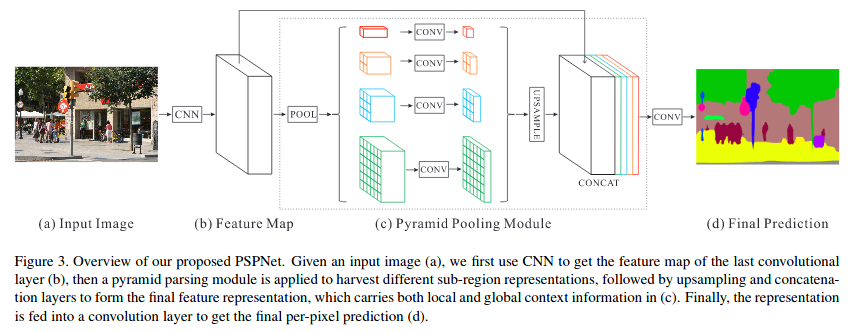 CONV
CONV
CNN
POOL
CONV
UPSAMPLE
CONV
CONV
CONCAT
(a) Input Image
(b) Feature Map
(c) Pyramid Pooling Module
(d) Final Prediction
Figure 3. Overview of our proposed PSPNet. Given an input image (a), we first use CNN to get the feature map of the last convolutional
layer (b), then a pyramid parsing module is applied to harvest different sub-region representations, followed by upsampling and concatena-
tion layers to form the final feature representation, which carries both local and global context information in (c). Finally, the representation
is fed into a convolution layer to get the final per-pixel prediction (d).